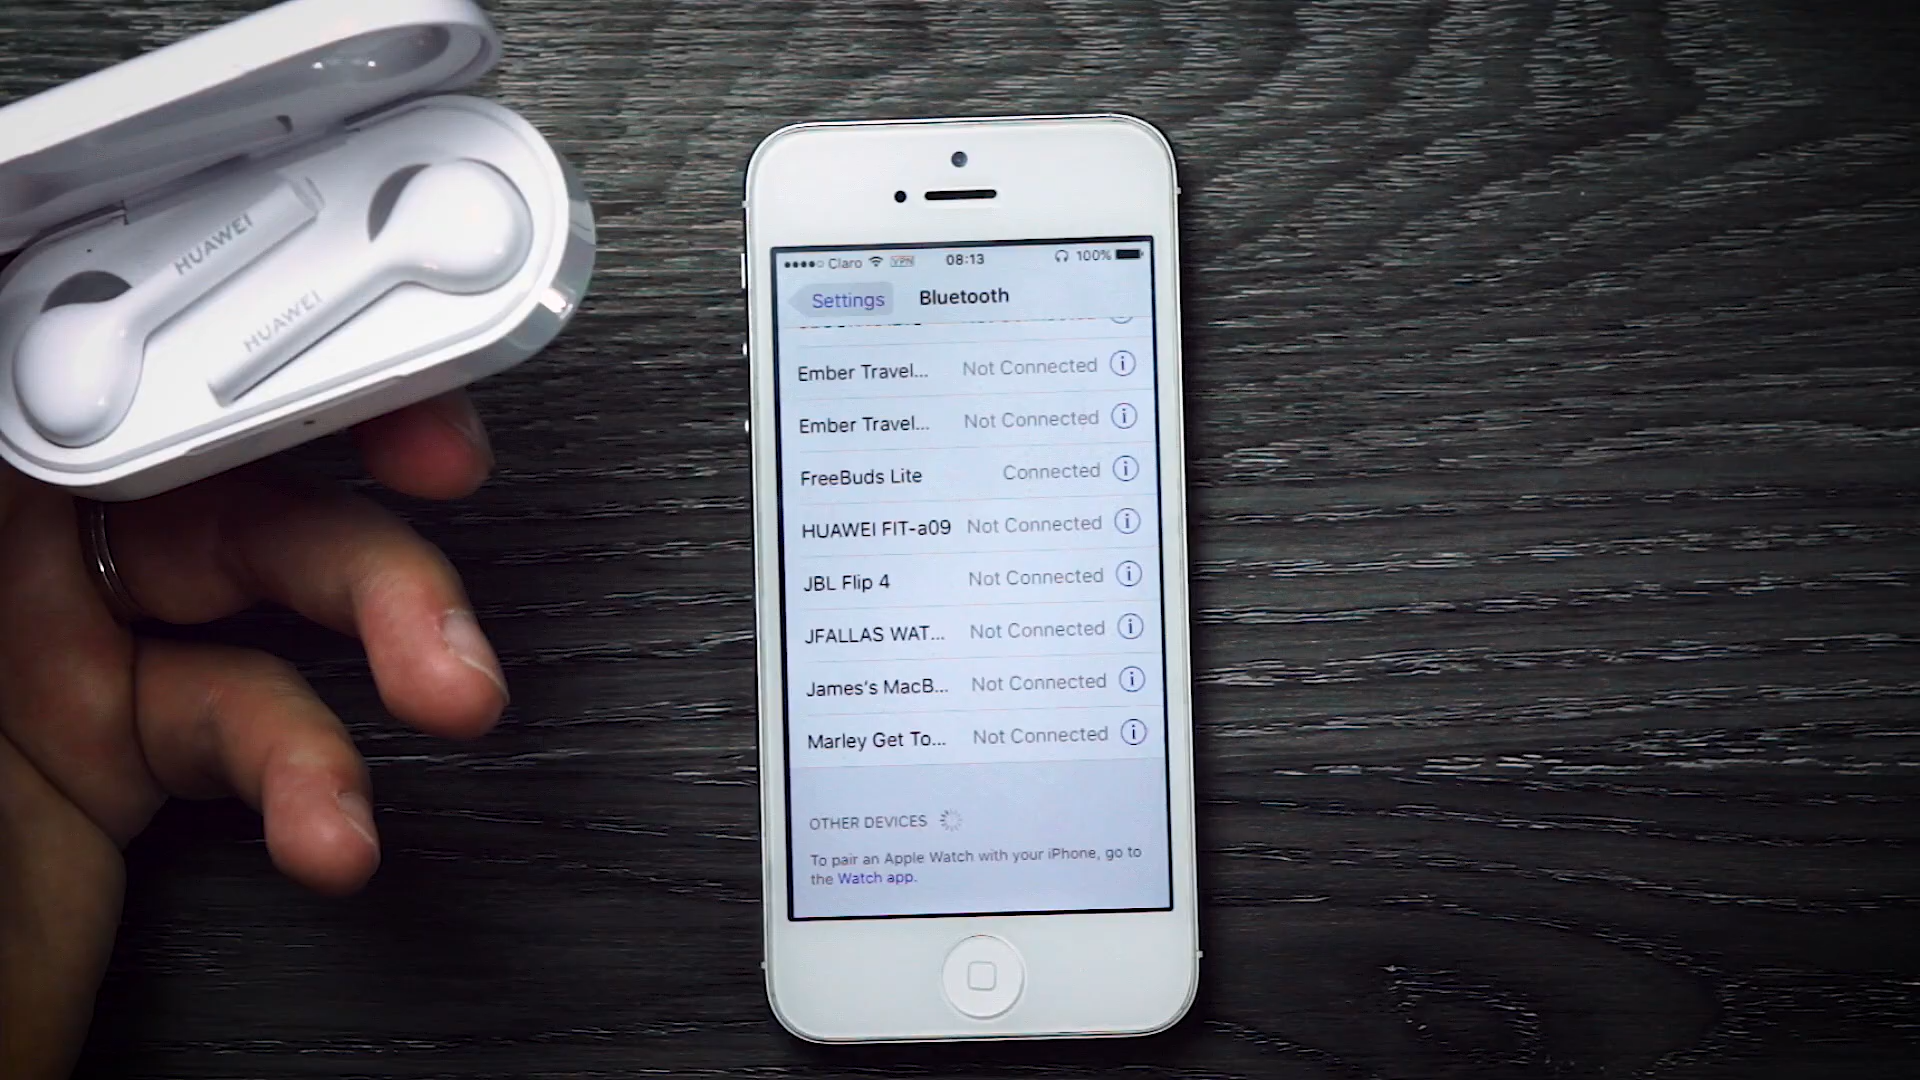 HUAWEI
HUAWEI
Claro VPN 08:13 100%
Settings Bluetooth
Ember Travel... Not Connected
Ember Travel... Not Connected
FreeBuds Lite Connected
HUAWEI FIT-a09 Not Connected
JBL Flip 4 Not Connected
JFALLAS WAT... Not Connected
James's MacB... Not Connected
Marley Get To... Not Connected
OTHER DEVICES
To pair an Apple Watch with your iPhone, go to
the Watch app.